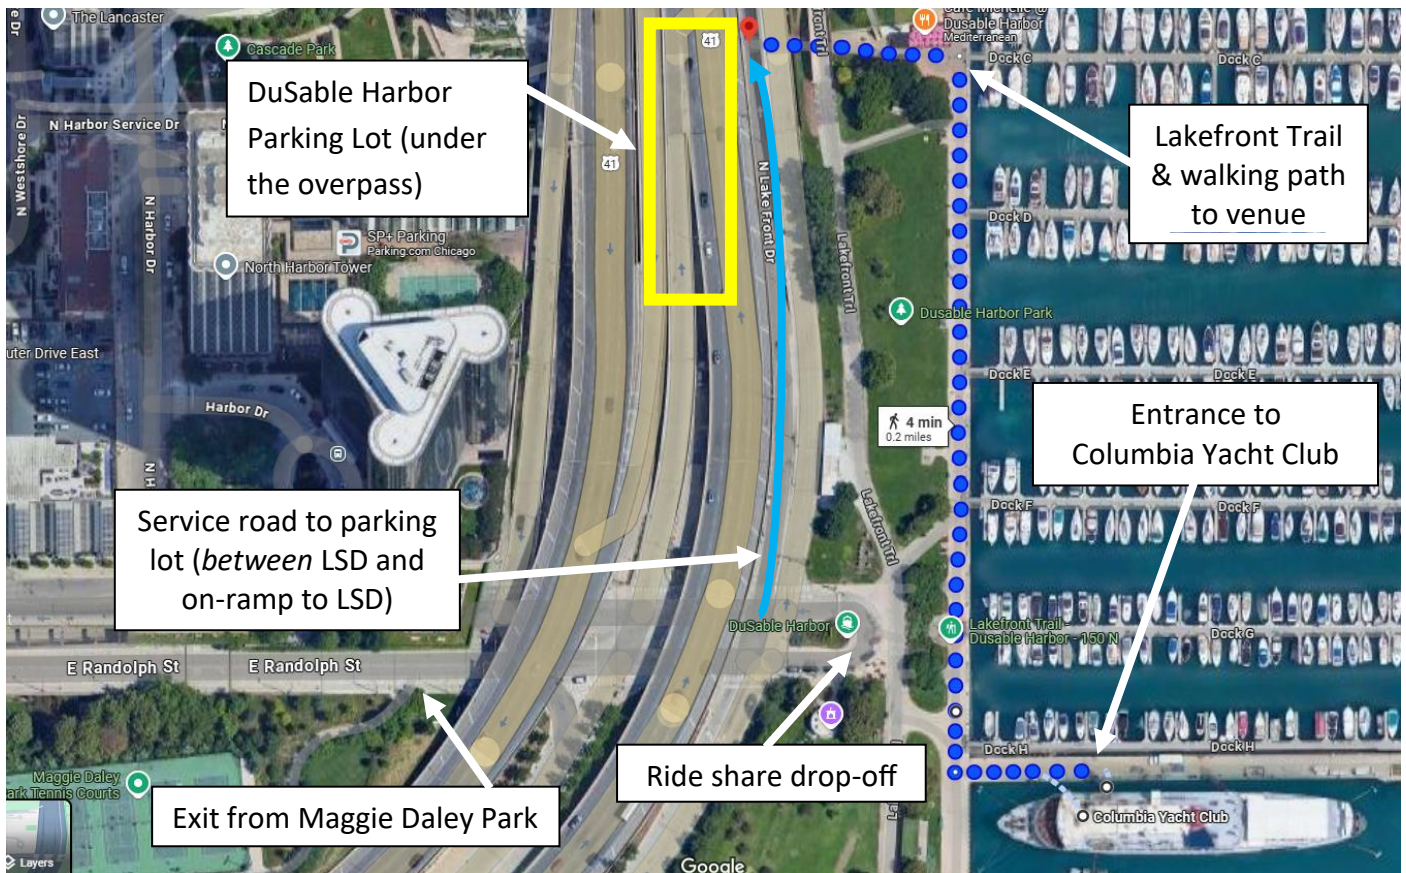 The Lancaster
Cascade Park
DuSable Harbor
Parking Lot (under
the overpass)
41
41
Dusable Harbor
Mediterranean
Lakefront Trl
Dock C
Dock C
Lakefront Trail
& walking path
to venue
N Westshore Dr
N Harbor Service Dr
N Harbor Dr
SP+ Parking
Parking.com Chicago
North Harbor Tower
N Lake Front Dr
Lakefront Trl
Dock D
Dusable Harbor Park
uter Drive East
Harbor Dr
Dock E
Dock E
4 min
0.2 miles
Entrance to
Columbia Yacht Club
Service road to parking
lot (between LSD and
on-ramp to LSD)
Lakefront Trl
Dock F
Dock F
DuSable Harbor
Lakefront Trail -
Dusable Harbor - 150 N
Dock G
E Randolph St
E Randolph St
Ride share drop-off
Dock H
Dock H
Maggie Daley
ark Tennis Courts
Exit from Maggie Daley Park
Columbia Yacht Club
Layers
Google